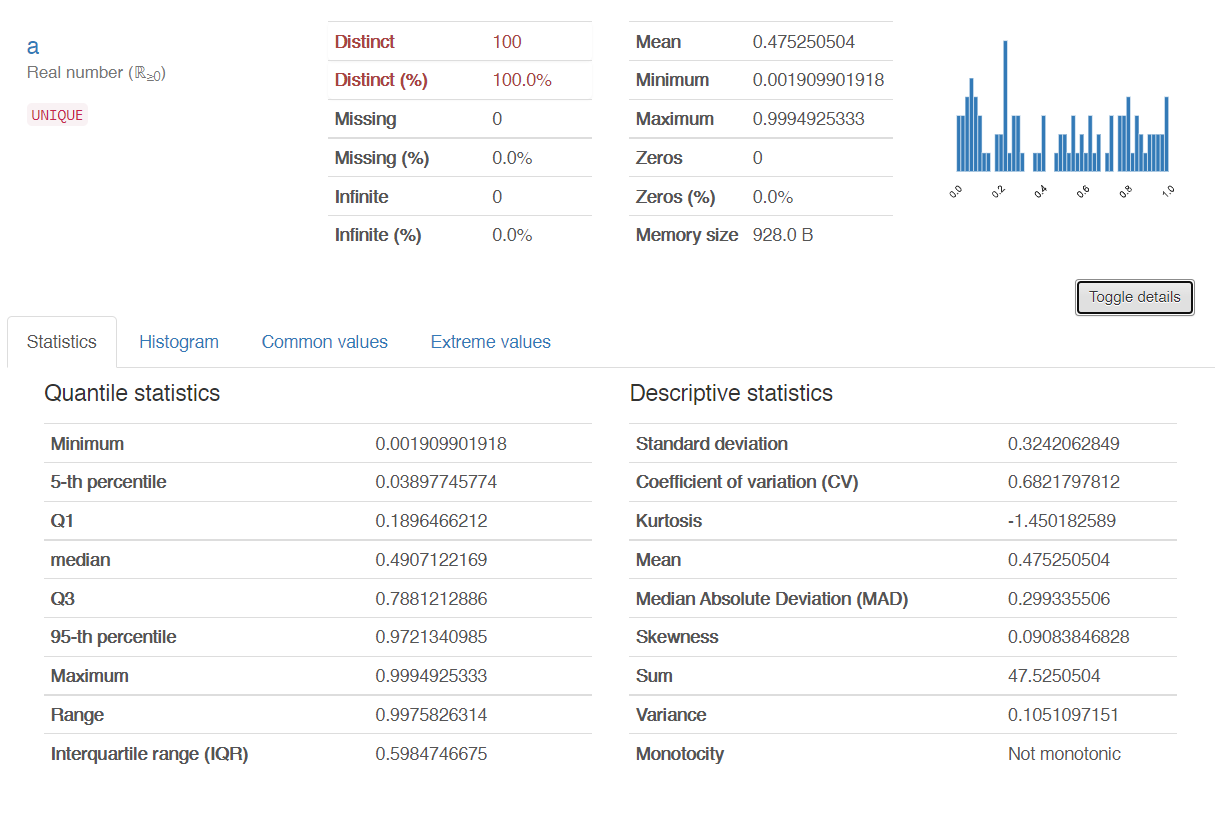 a
Real number (ℝ≥0)
UNIQUE
Distinct 100
Distinct (%) 100.0%
Missing 0
Missing (%) 0.0%
Infinite 0
Infinite (%) 0.0%
Mean 0.475250504
Minimum 0.001909901918
Maximum 0.9994925333
Zeros 0
Zeros (%) 0.0%
Memory size 928.0 B
0.0 0.2 0.4 0.6 0.8 1.0
Toggle details
Statistics Histogram Common values Extreme values
Quantile statistics
Minimum 0.001909901918
5-th percentile 0.03897745774
Q1 0.1896466212
median 0.4907122169
Q3 0.7881212886
95-th percentile 0.9721340985
Maximum 0.9994925333
Range 0.9975826314
Interquartile range (IQR) 0.5984746675
Descriptive statistics
Standard deviation 0.3242062849
Coefficient of variation (CV) 0.6821797812
Kurtosis -1.450182589
Mean 0.475250504
Median Absolute Deviation (MAD) 0.299335506
Skewness 0.09083846828
Sum 47.5250504
Variance 0.1051097151
Monotocity Not monotonic